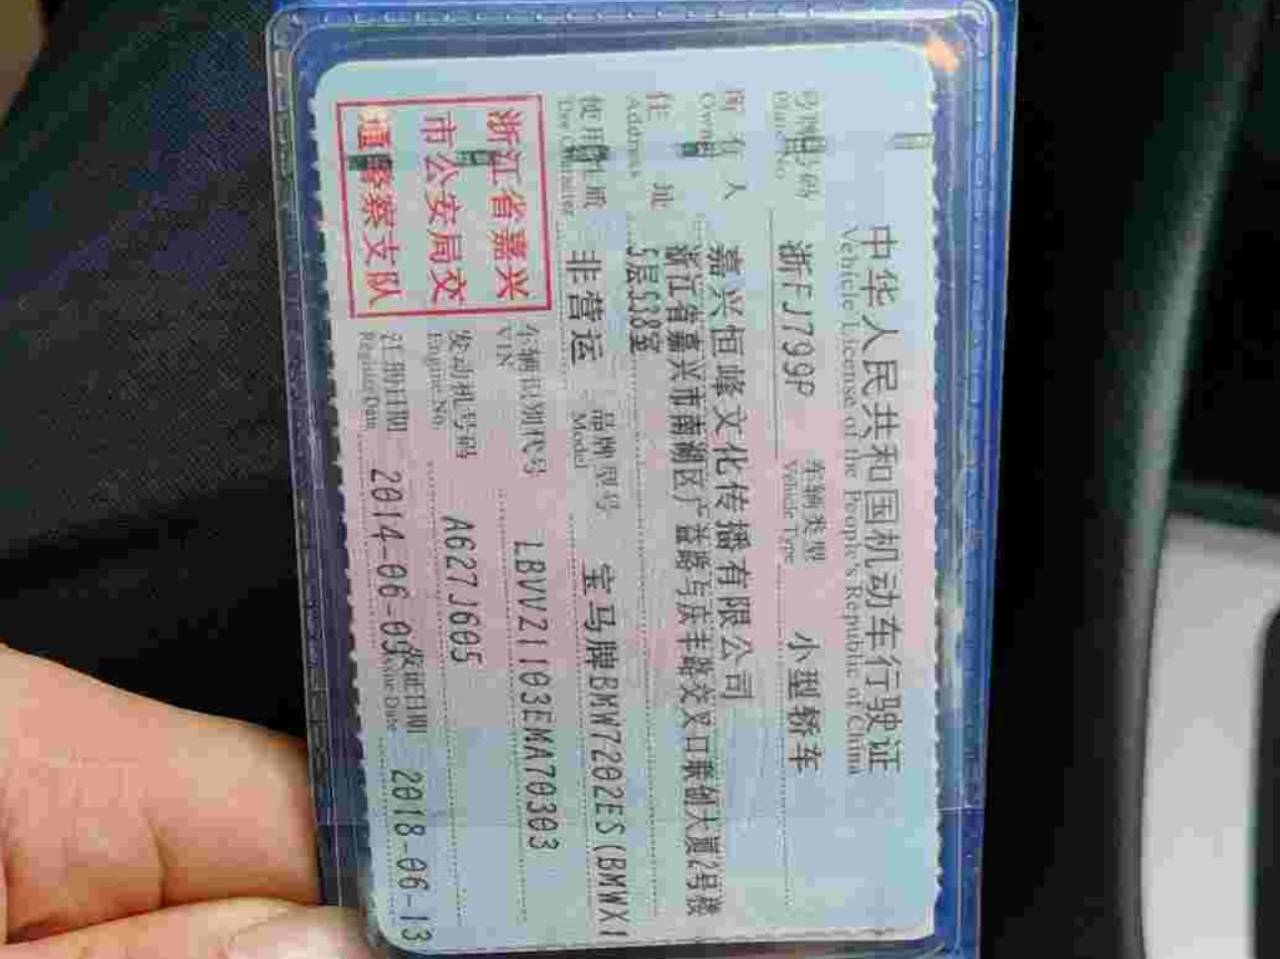 中华人民共和国机动车行驶证
Vehicle License of the People's Republic of China
号牌号码 浙FJ799P 车辆类型 小型轿车
Plate No. Vehicle Type
所有人 嘉兴恒峰文化传播有限公司
Owner
住址 浙江省嘉兴市南湖区广益路与庆丰路交叉口联创大厦2号楼
Address 5层538室
使用性质 非营运 品牌型号 宝马牌BMW7202ES(BMWX1
Use Character Model
浙江省嘉兴
市公安局交
通警察支队
车辆识别代号 LBVVZ1103EMA70303
VIN
发动机号码 A627J605
Engine No.
注册日期 2014-06-09 发证日期 2018-06-13
Register Date Issue Date